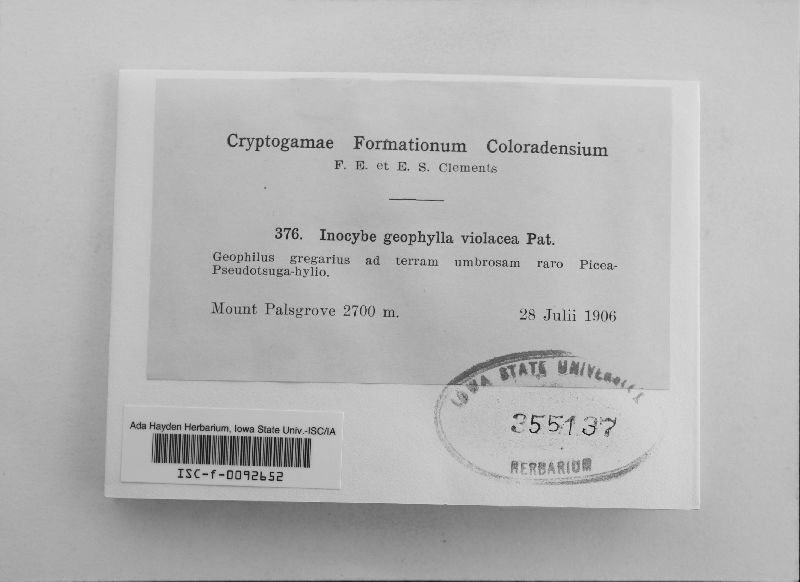 Cryptogamae Formationum Coloradensium
F. E. et E. S. Clements
376. Inocybe geophylla violacea Pat.
Geophilus gregarius ad terram umbrosam raro Picea-
Pseudotsuga-hylio.
Mount Palsgrove 2700 m. 28 Julii 1906
IOWA STATE UNIVERSITY
355137
HERBARIUM
Ada Hayden Herbarium, Iowa State Univ.-ISC/IA
ISC-f-0092652